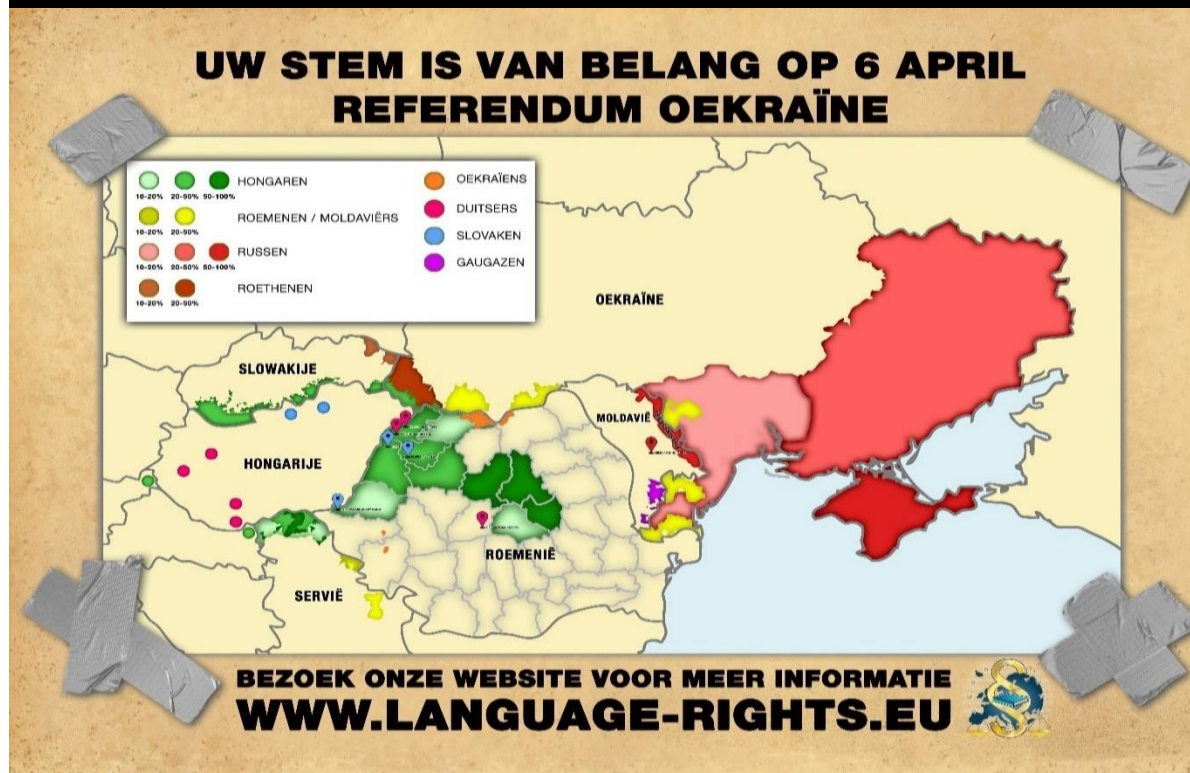 UW STEM IS VAN BELANG OP 6 APRIL
REFERENDUM OEKRAÏNE
10-20% 20-50% 50-100% HONGAREN
10-20% 20-50% ROEMENEN / MOLDAVIËRS
10-20% 20-50% 50-100% RUSSEN
10-20% 20-50% ROETHENEN
OEKRAÏENS
DUITSERS
SLOVAKEN
GAUGAZEN
OEKRAÏNE
SLOWAKIJE
MOLDAVIË
HONGARIJE
ROEMENIË
SERVIË
BEZOEK ONZE WEBSITE VOOR MEER INFORMATIE
WWW.LANGUAGE-RIGHTS.EU